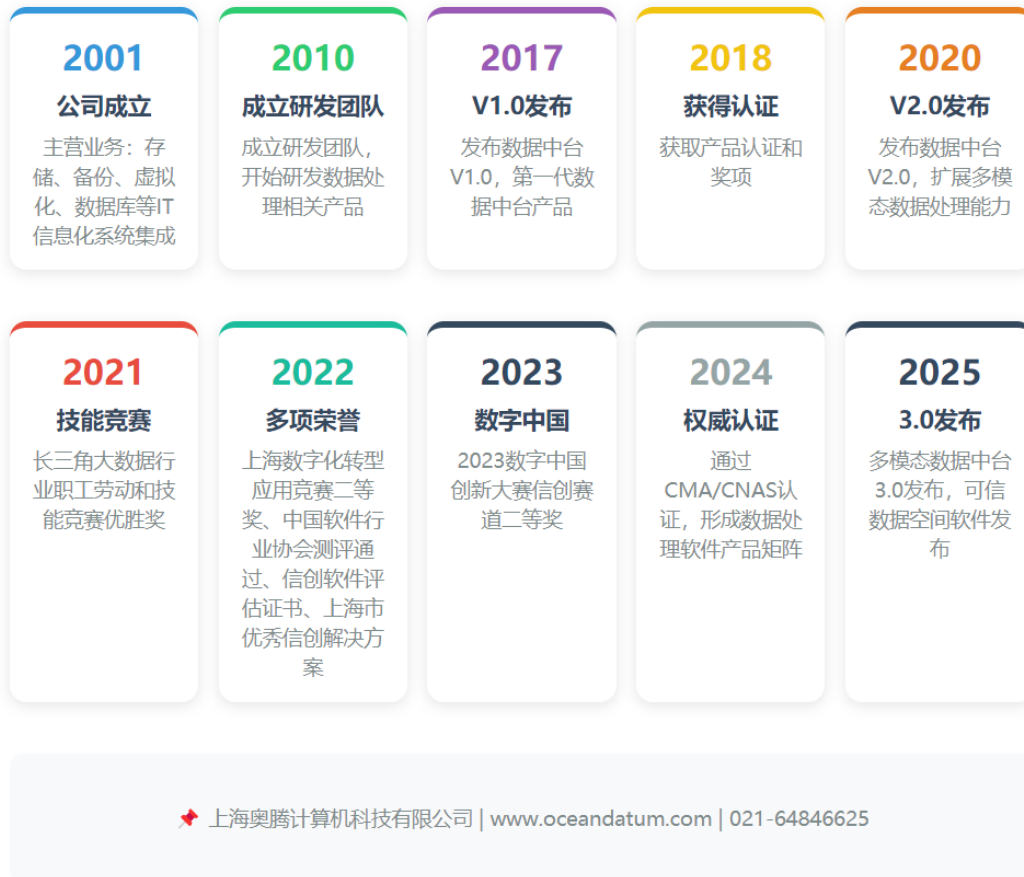 2001
公司成立
主营业务：存
储、备份、虚拟
化、数据库等IT
信息化系统集成
2010
成立研发团队
成立研发团队，
开始研发数据处
理相关产品
2017
V1.0发布
发布数据中台
V1.0，第一代数
据中台产品
2018
获得认证
获取产品认证和
奖项
2020
V2.0发布
发布数据中台
V2.0，扩展多模
态数据处理能力
2021
技能竞赛
长三角大数据行
业职工劳动和技
能竞赛优胜奖
2022
多项荣誉
上海数字化转型
应用竞赛二等
奖、中国软件行
业协会测评通
过、信创软件评
估证书、上海市
优秀信创解决方
案
2023
数字中国
2023数字中国
创新大赛信创赛
道二等奖
2024
权威认证
通过
CMA/CNAS认
证，形成数据处
理软件产品矩阵
2025
3.0发布
多模态数据中台
3.0发布，可信
数据空间软件发
布
上海奥腾计算机科技有限公司 | www.oceandatum.com | 021-64846625